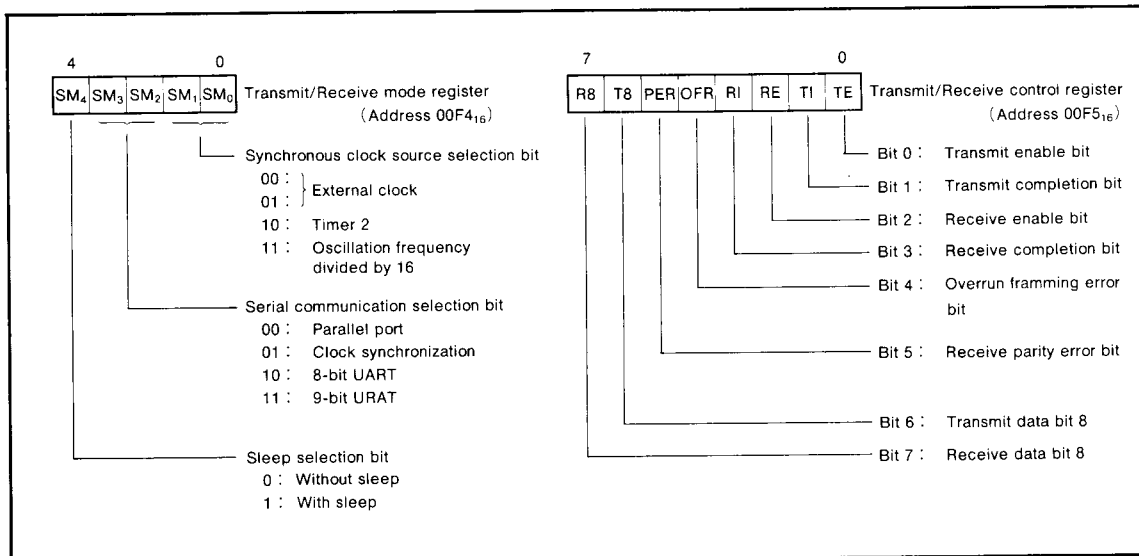 4 0
SM₄ SM₃ SM₂ SM₁ SM₀
Transmit/Receive mode register
(Address 00F4₁₆)
Synchronous clock source selection bit
00 :
01 :
External clock
10 : Timer 2
11 : Oscillation frequency
divided by 16
Serial communication selection bit
00 : Parallel port
01 : Clock synchronization
10 : 8-bit UART
11 : 9-bit URAT
Sleep selection bit
0 : Without sleep
1 : With sleep
7 0
R8 T8 PER OFR RI RE TI TE
Transmit/Receive control register
(Address 00F5₁₆)
Bit 0 : Transmit enable bit
Bit 1 : Transmit completion bit
Bit 2 : Receive enable bit
Bit 3 : Receive completion bit
Bit 4 : Overrun framming error
bit
Bit 5 : Receive parity error bit
Bit 6 : Transmit data bit 8
Bit 7 : Receive data bit 8